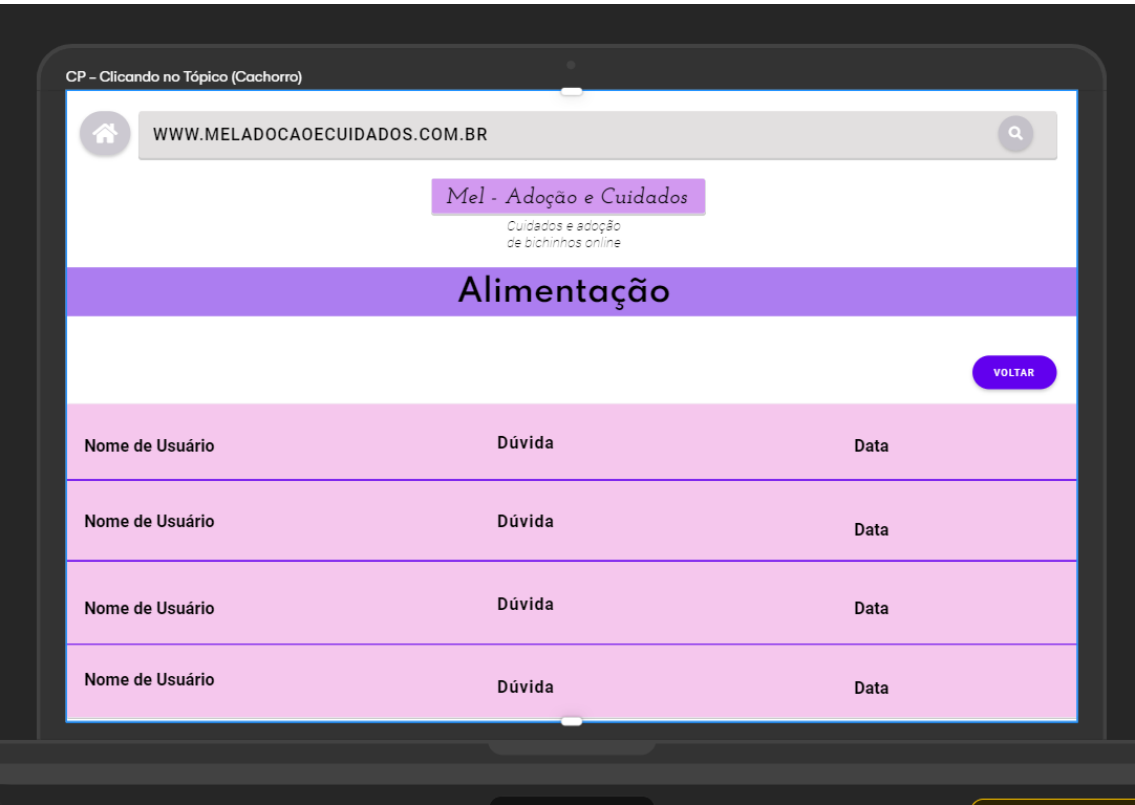 CP - Clicando no Tópico (Cachorro)
WWW.MELADOCAOECUIDADOS.COM.BR
Mel - Adoção e Cuidados
Cuidados e adoção
de bichinhos online
Alimentação
VOLTAR
Nome de Usuário Dúvida Data
Nome de Usuário Dúvida Data
Nome de Usuário Dúvida Data
Nome de Usuário Dúvida Data